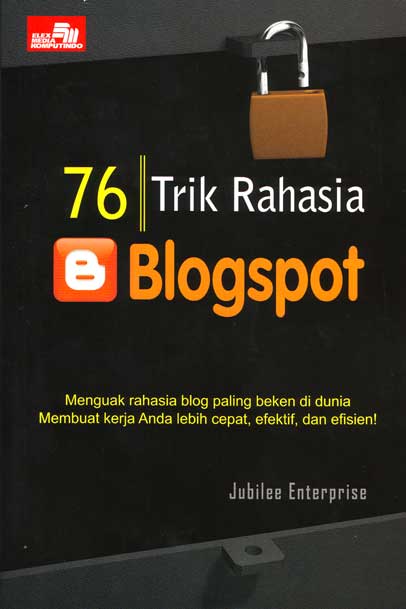 ELEX
MEDIA
KOMPUTINDO
76 Trik Rahasia
Blogspot
Menguak rahasia blog paling beken di dunia
Membuat kerja Anda lebih cepat, efektif, dan efisien!
Jubilee Enterprise